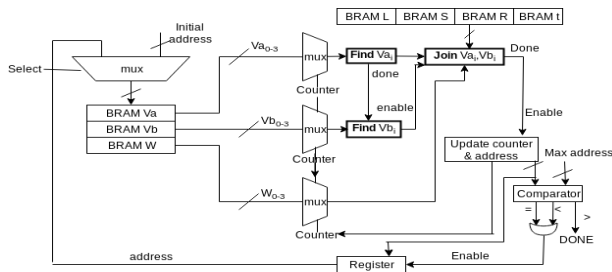 BRAM L BRAM S BRAM R BRAM t
Initial
address
Select
mux
Va0-3
mux
Counter
Find Vai
done
enable
Join Vai,Vbi
Done
BRAM Va
BRAM Vb
BRAM W
Vb0-3
mux
Counter
Find Vbi
Enable
Update counter
& address
Max address
W0-3
mux
Counter
Comparator
= < >
DONE
address
Register
Enable